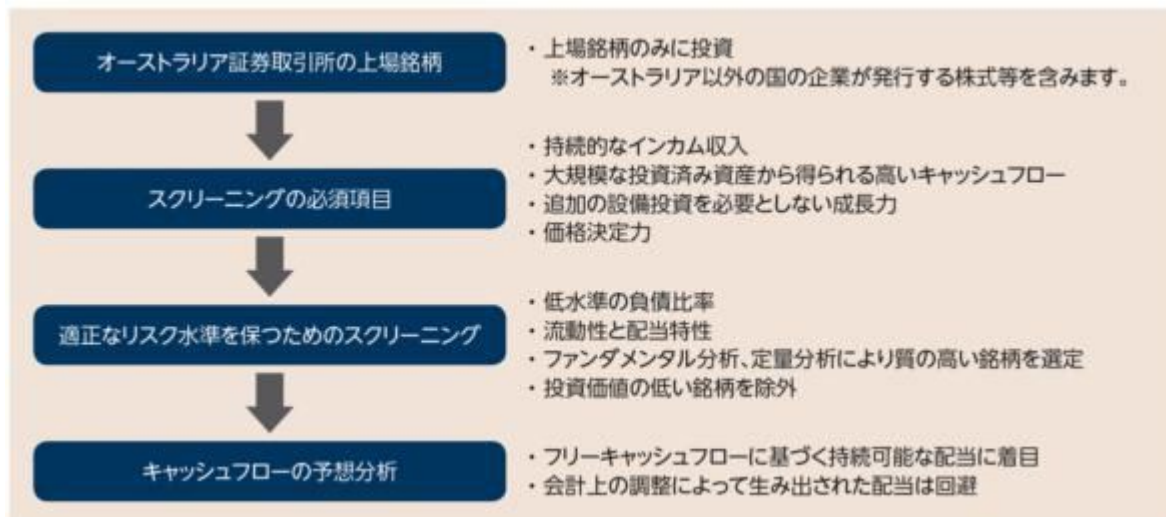 オーストラリア証券取引所の上場銘柄
・上場銘柄のみに投資
※オーストラリア以外の国の企業が発行する株式等を含みます。
スクリーニングの必須項目
・持続的なインカム収入
・大規模な投資済み資産から得られる高いキャッシュフロー
・追加の設備投資を必要としない成長力
・価格決定力
適正なリスク水準を保つためのスクリーニング
・低水準の負債比率
・流動性と配当特性
・ファンダメンタル分析、定量分析により質の高い銘柄を選定
・投資価値の低い銘柄を除外
キャッシュフローの予想分析
・フリーキャッシュフローに基づく持続可能な配当に着目
・会計上の調整によって生み出された配当は回避